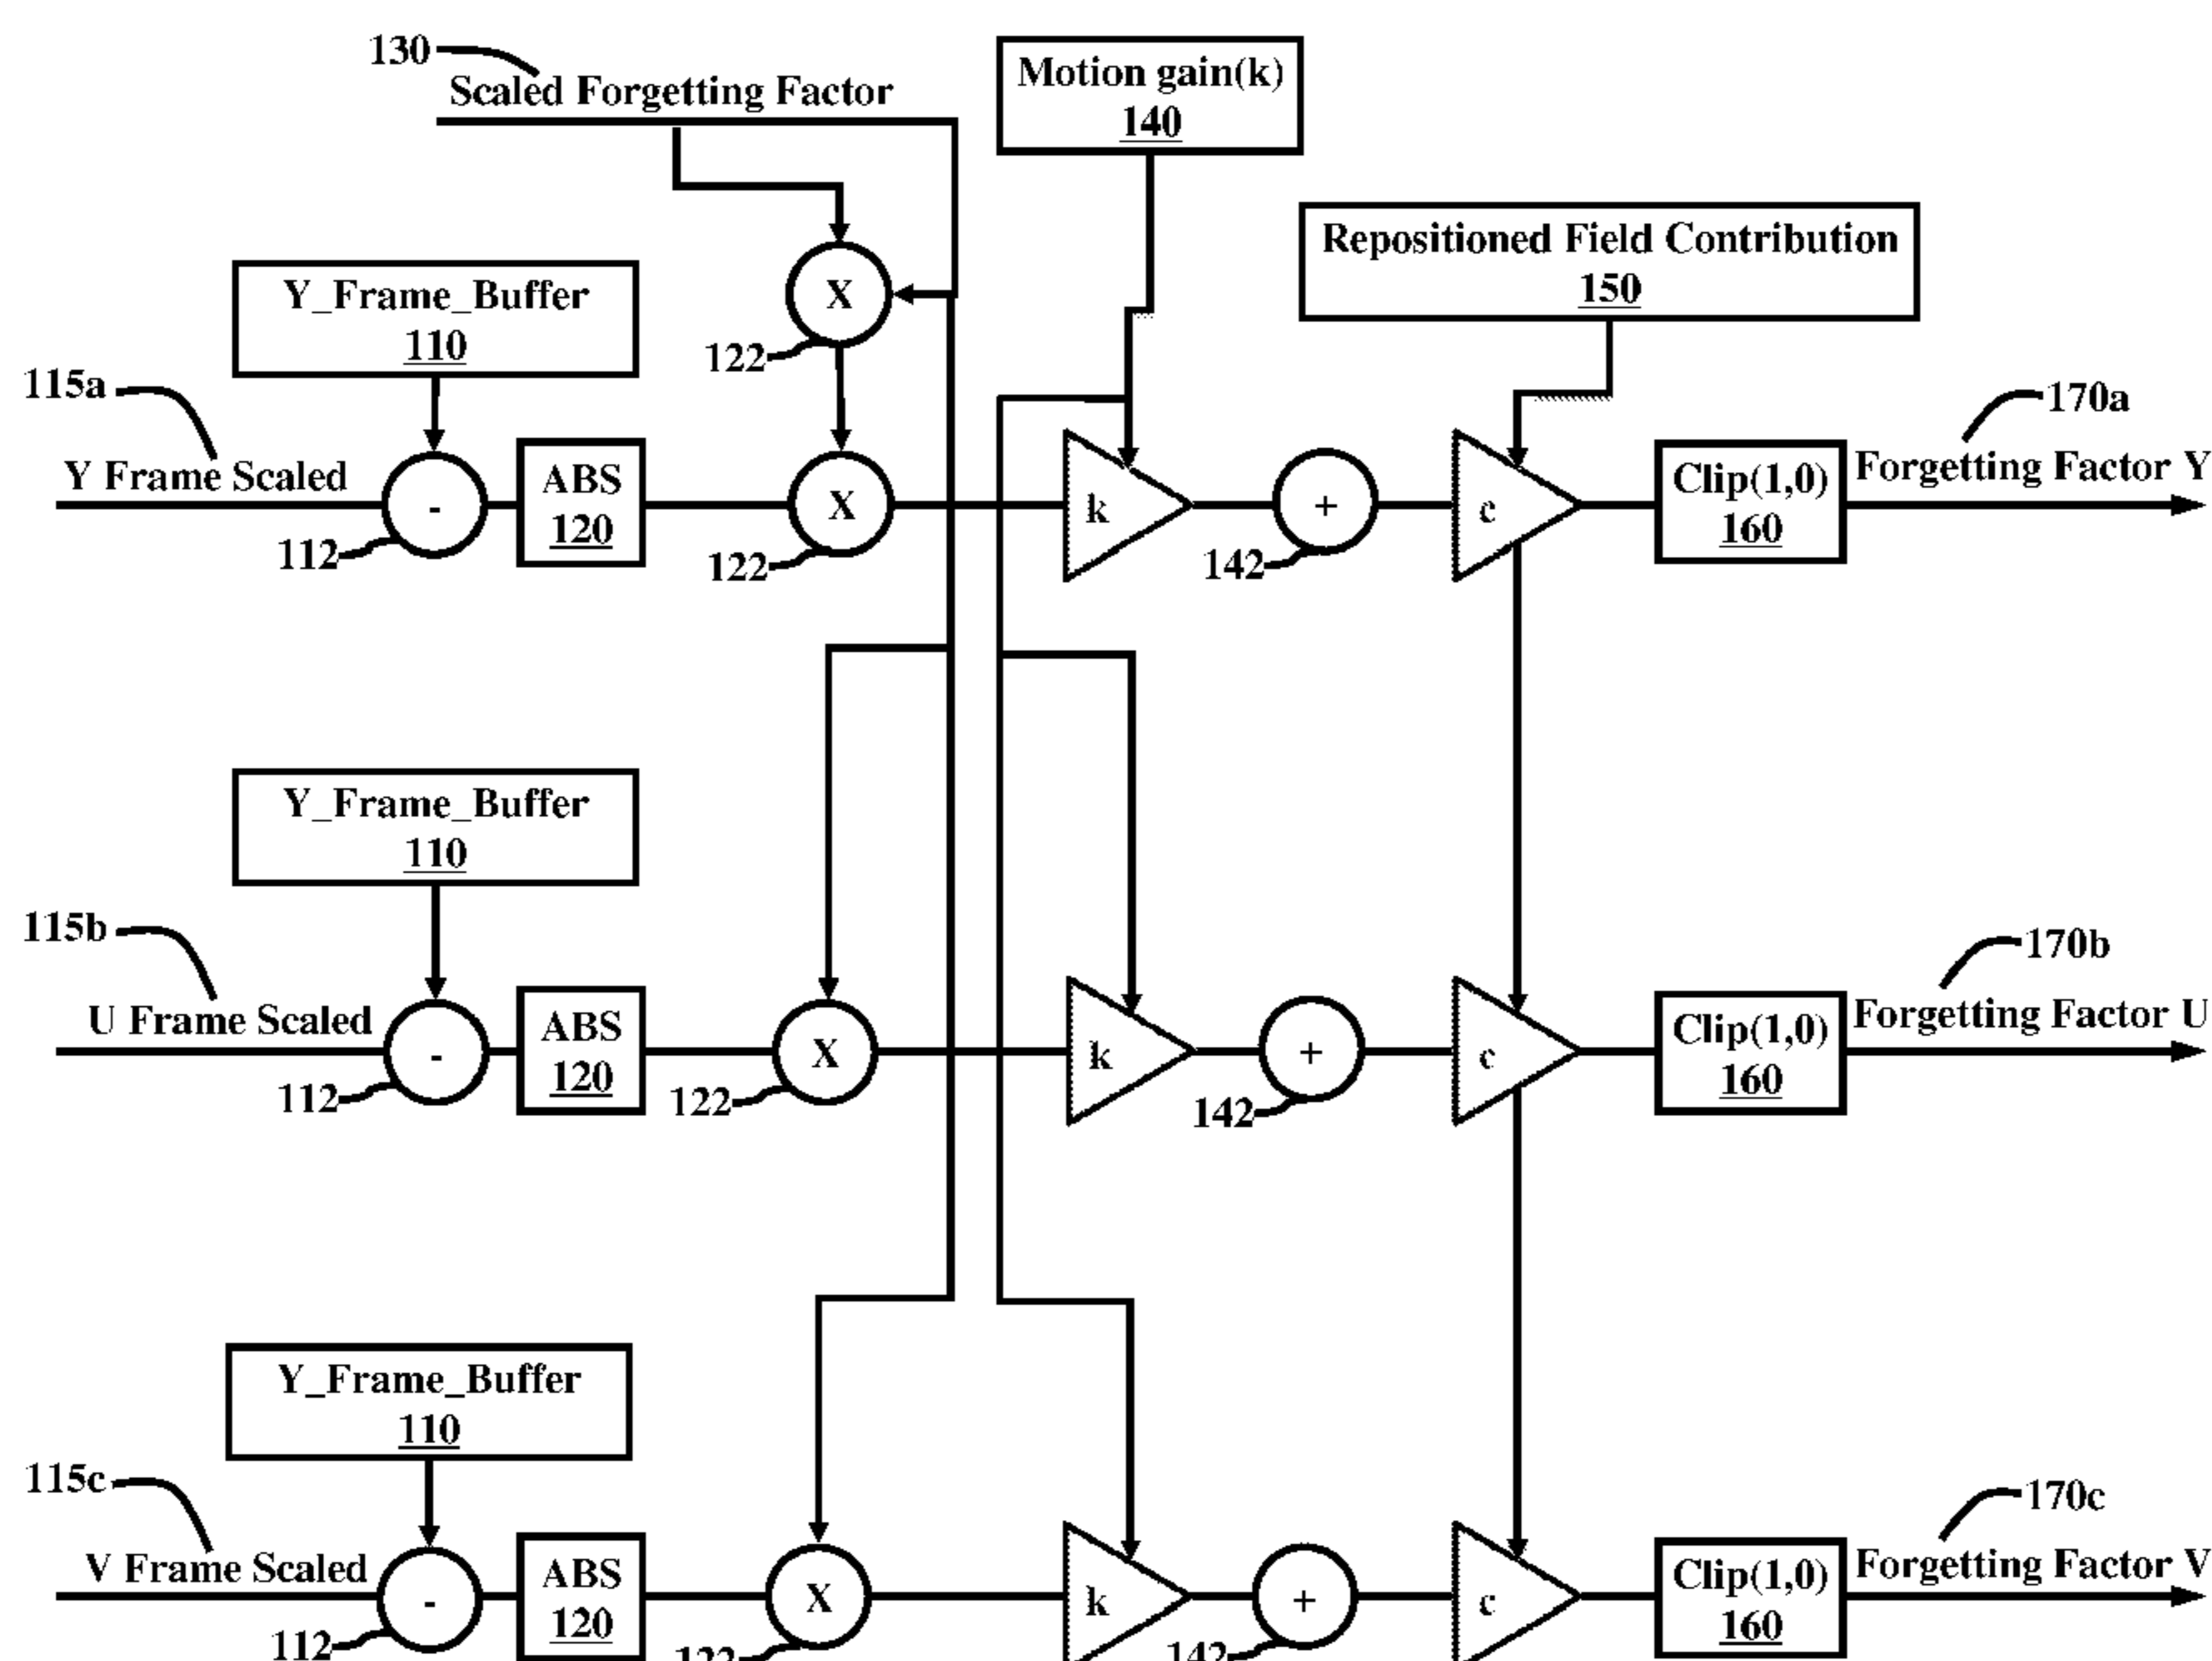 130
Scaled Forgetting Factor
Motion gain(k)
140
Repositioned Field Contribution
150
Y_Frame_Buffer
110
X
122
115a
Y Frame Scaled
-
112
ABS
120
X
122
k
+
142
c
Clip(1,0)
160
170a
Forgetting Factor Y
Y_Frame_Buffer
110
115b
U Frame Scaled
-
112
ABS
120
X
122
k
+
142
c
Clip(1,0)
160
170b
Forgetting Factor U
Y_Frame_Buffer
110
115c
V Frame Scaled
-
112
ABS
120
X
122
k
+
142
c
Clip(1,0)
160
170c
Forgetting Factor V